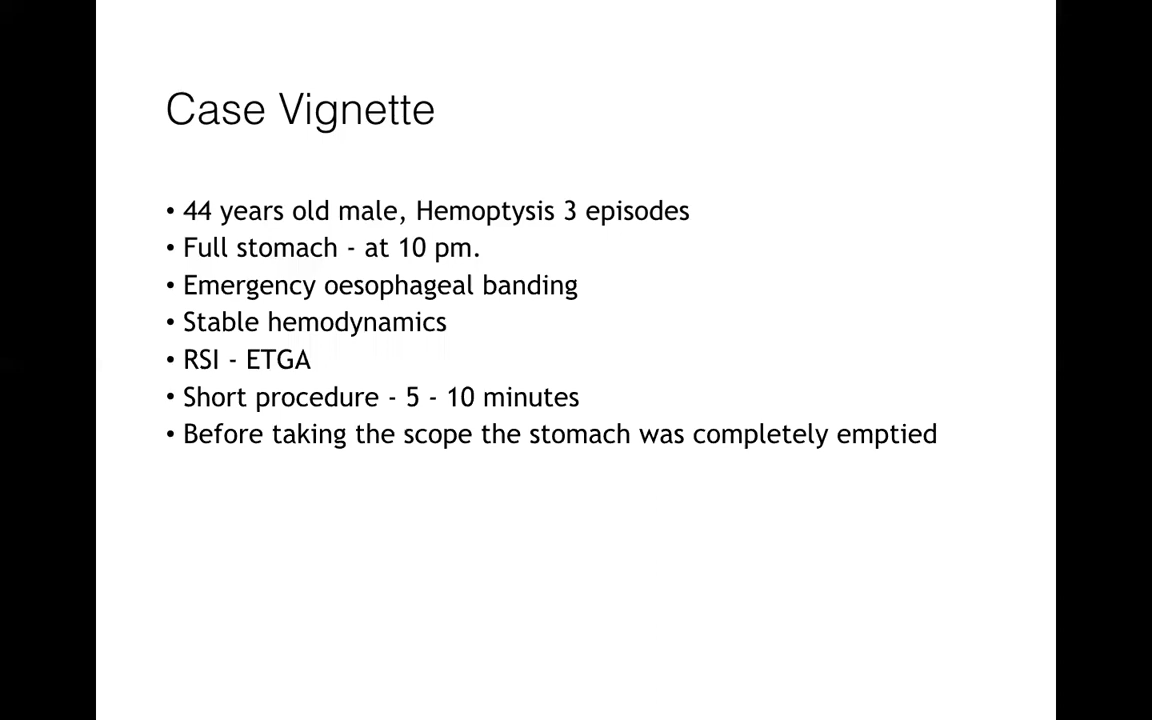 Case Vignette
• 44 years old male, Hemoptysis 3 episodes
• Full stomach - at 10 pm.
• Emergency oesophageal banding
• Stable hemodynamics
• RSI - ETGA
• Short procedure - 5 - 10 minutes
• Before taking the scope the stomach was completely emptied